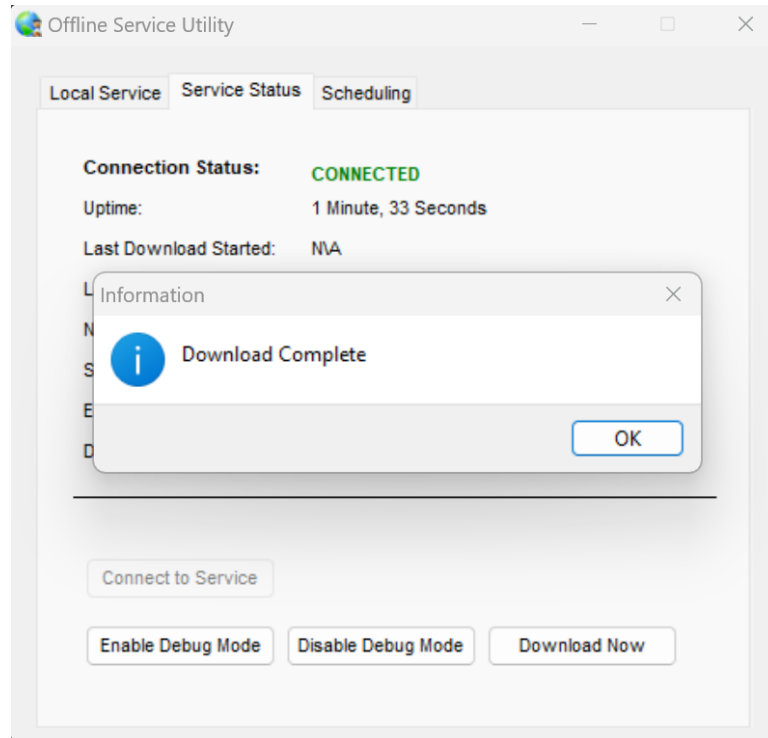 Offline Service Utility
Local Service Service Status Scheduling
Connection Status: CONNECTED
Uptime: 1 Minute, 33 Seconds
Last Download Started: N\A
L
Information
N
Download Complete
S
E
OK
D
Connect to Service
Enable Debug Mode Disable Debug Mode Download Now